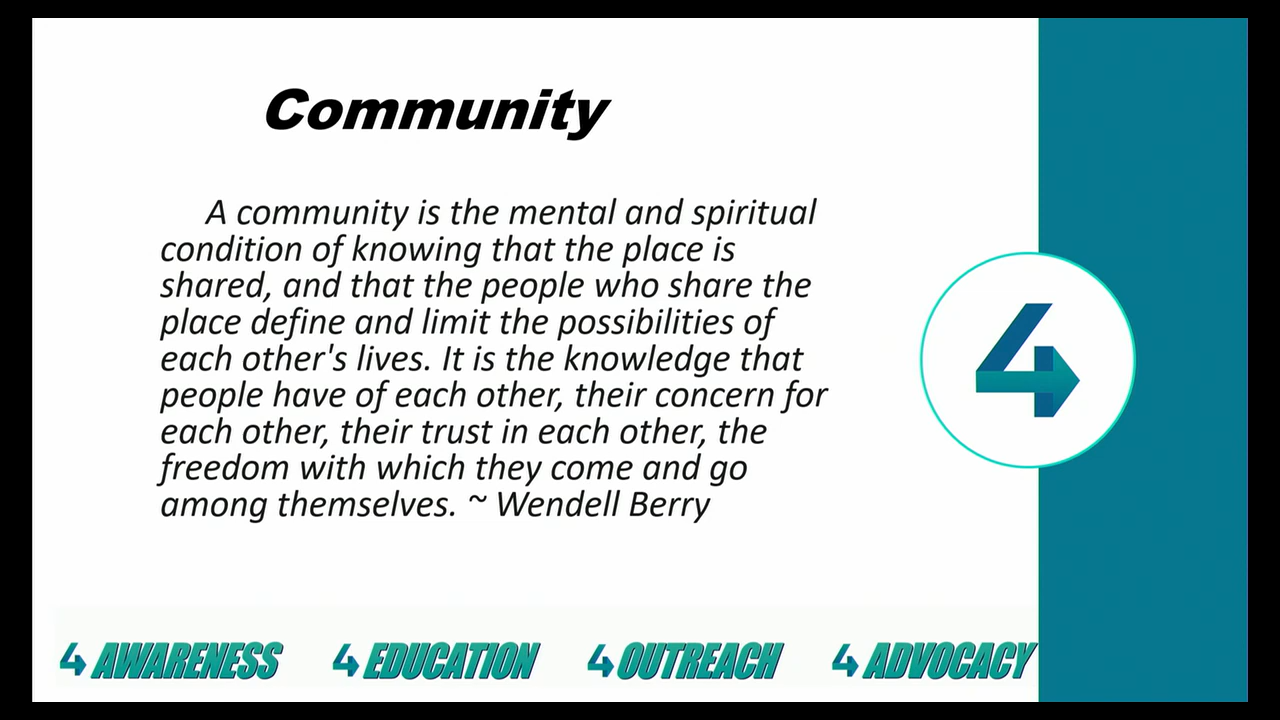 Community
A community is the mental and spiritual
condition of knowing that the place is
shared, and that the people who share the
place define and limit the possibilities of
each other's lives. It is the knowledge that
people have of each other, their concern for
each other, their trust in each other, the
freedom with which they come and go
among themselves. ~ Wendell Berry
4
4 AWARENESS 4 EDUCATION 4 OUTREACH 4 ADVOCACY